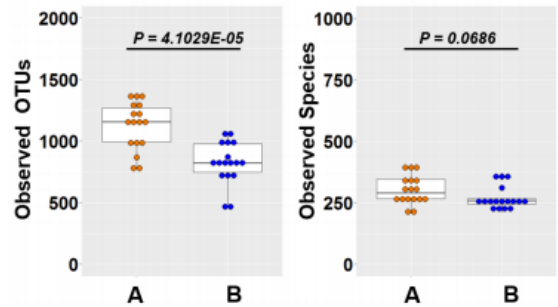 Observed OTUs
2000
1500
1000
500
0
P = 4.1029E-05
A B
Observed Species
1000
750
500
250
0
P = 0.0686
A B